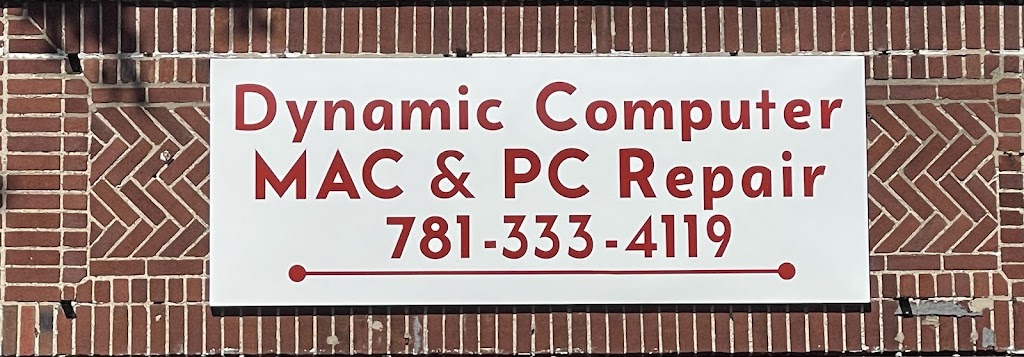 Dynamic Computer
MAC & PC Repair
781-333-4119